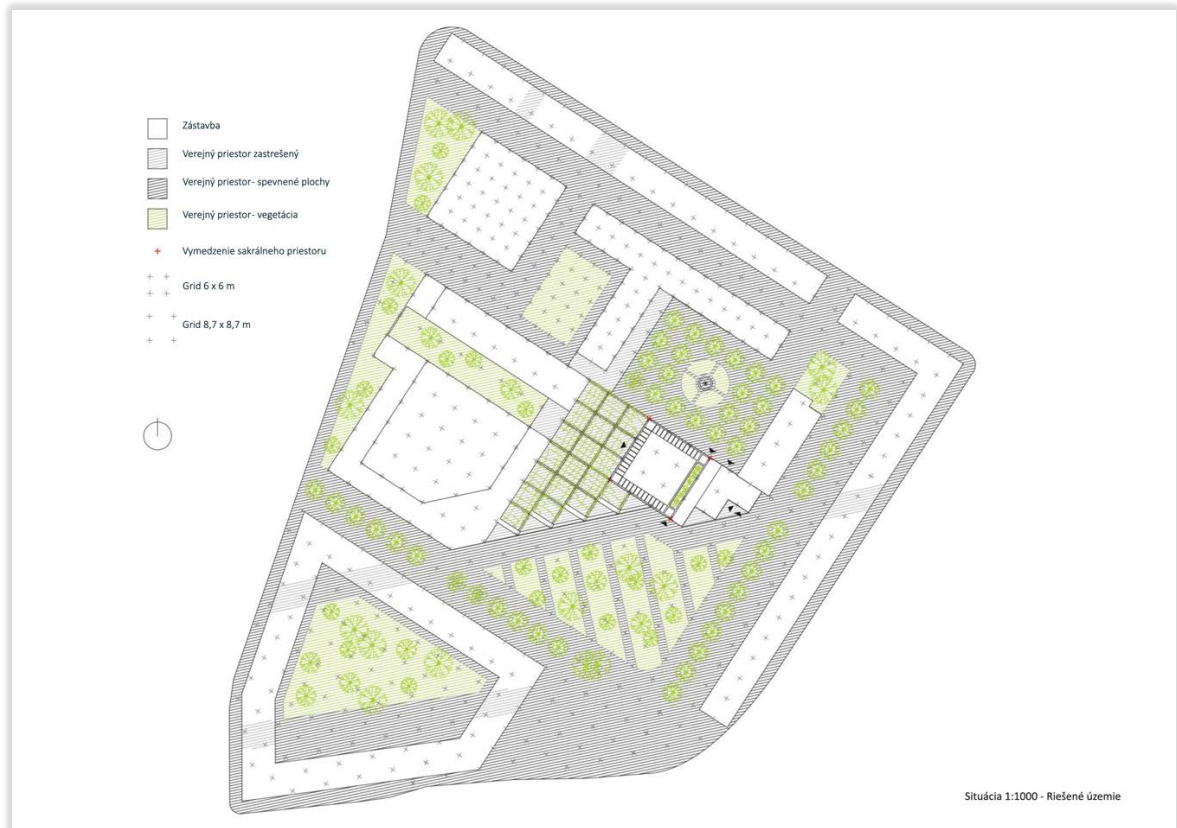 Zástavba
Verejný priestor zastrešený
Verejný priestor- spevnené plochy
Verejný priestor- vegetácia
Vymedzenie sakrálneho priestoru
Grid 6 x 6 m
Grid 8,7 x 8,7 m
Situácia 1:1000 - Riešené územie